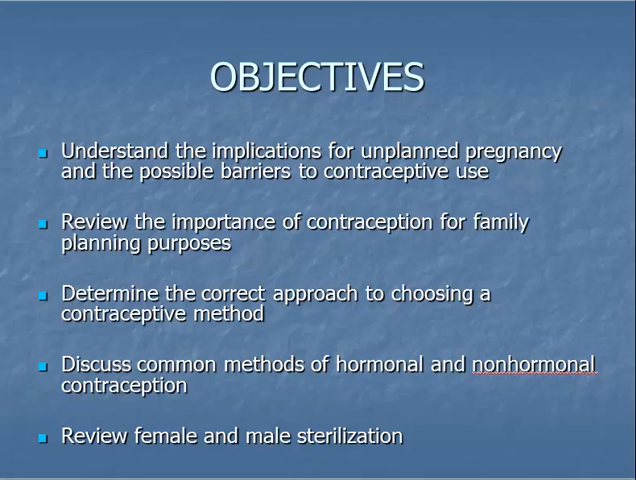 OBJECTIVES
Understand the implications for unplanned pregnancy
and the possible barriers to contraceptive use
Review the importance of contraception for family
planning purposes
Determine the correct approach to choosing a
contraceptive method
Discuss common methods of hormonal and nonhormonal
contraception
Review female and male sterilization